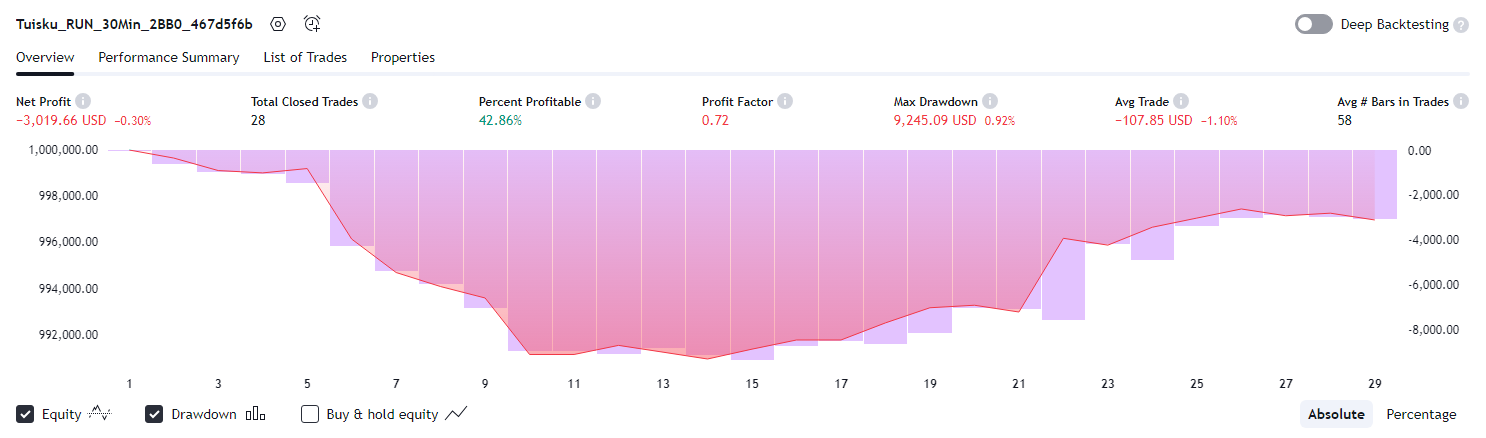 Tuisku_RUN_30Min_2BB0_467d5f6b
Deep Backtesting ?
Overview Performance Summary List of Trades Properties
Net Profit i Total Closed Trades i Percent Profitable i Profit Factor i Max Drawdown i Avg Trade i Avg # Bars in Trades i
−3,019.66 USD −0.30% 28 42.86% 0.72 9,245.09 USD 0.92% −107.85 USD −1.10% 58
1,000,000.00 0.00
998,000.00 -2,000.00
996,000.00 -4,000.00
994,000.00 -6,000.00
992,000.00 -8,000.00
1 3 5 7 9 11 13 15 17 19 21 23 25 27 29
Equity Drawdown Buy & hold equity Absolute Percentage